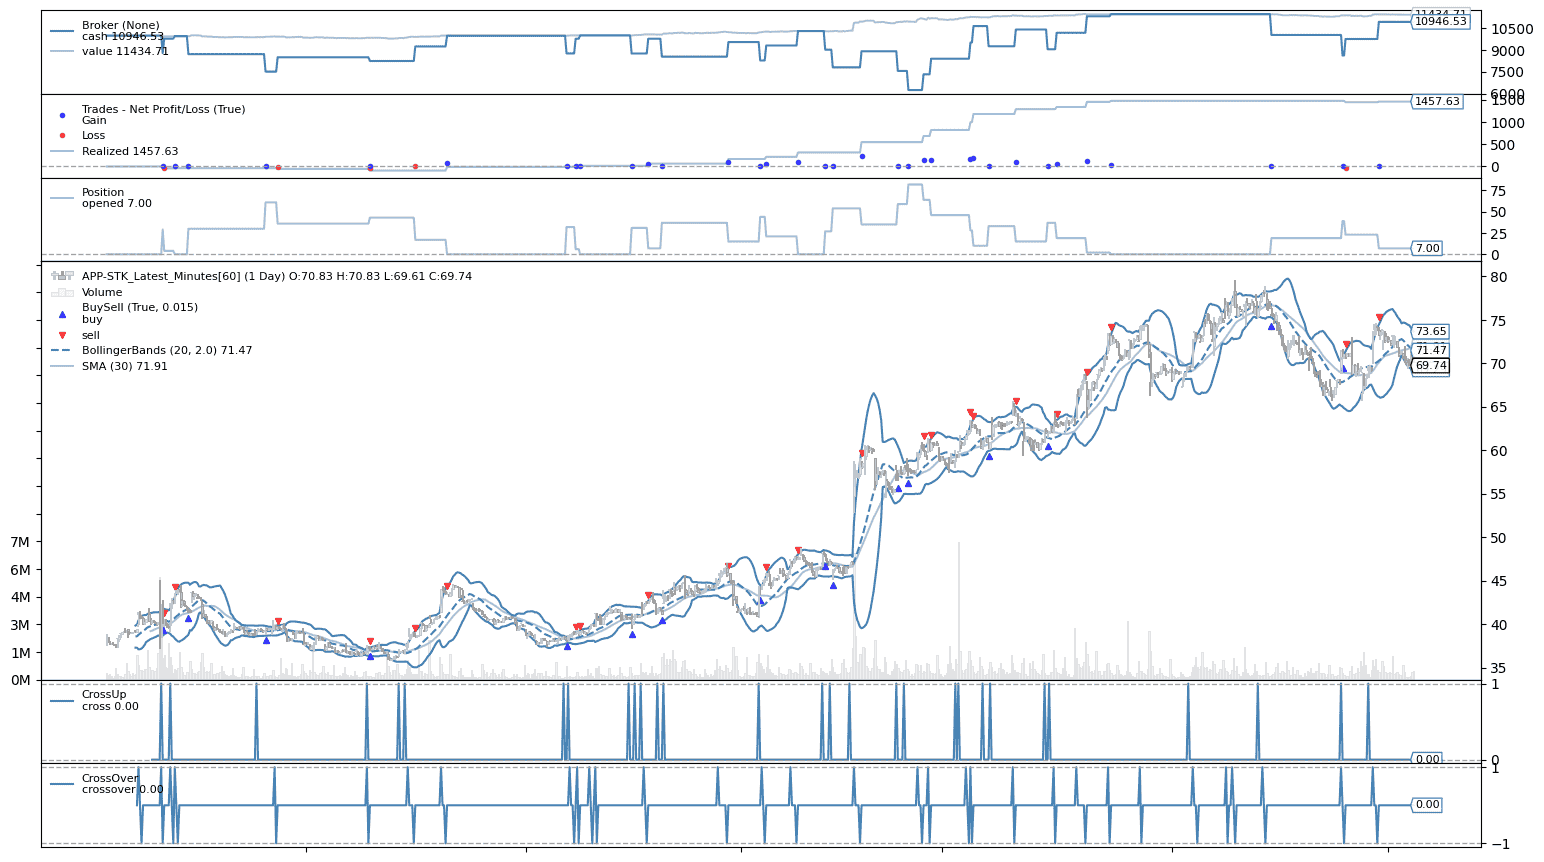 Broker (None)
cash 10946.53
value 11434.71
11434.71
10946.53
10500
9000
7500
6000
Trades - Net Profit/Loss (True)
Gain
Loss
Realized 1457.63
1457.63
1500
1000
500
0
Position
opened 7.00
7.00
75
50
25
0
APP-STK_Latest_Minutes[60] (1 Day) O:70.83 H:70.83 L:69.61 C:69.74
Volume
BuySell (True, 0.015)
buy
sell
BollingerBands (20, 2.0) 71.47
SMA (30) 71.91
73.65
71.47
69.74
80
75
70
65
60
55
50
45
40
35
7M
6M
4M
3M
1M
0M
CrossUp
cross 0.00
0.00
1
0
CrossOver
crossover 0.00
0.00
1
−1